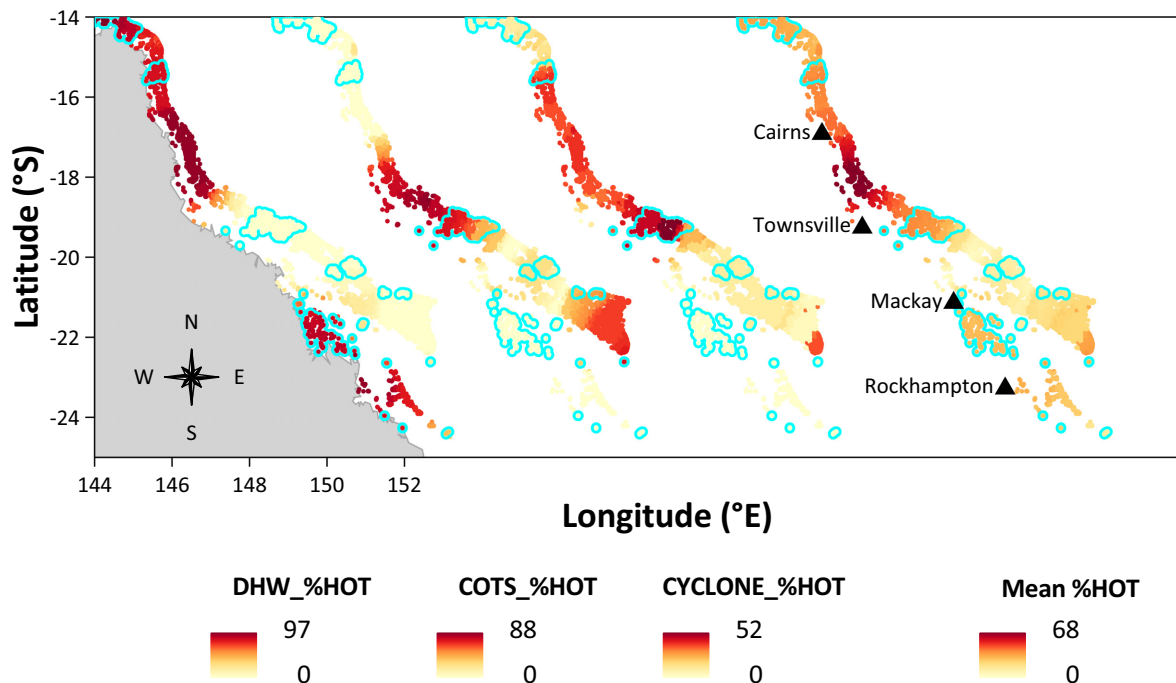 -14
-16
-18
-20
-22
-24
Latitude (°S)
N
W E
S
Cairns
Townsville
Mackay
Rockhampton
144 146 148 150 152
Longitude (°E)
DHW_%HOT COTS_%HOT CYCLONE_%HOT Mean %HOT
97 88 52 68
0 0 0 0